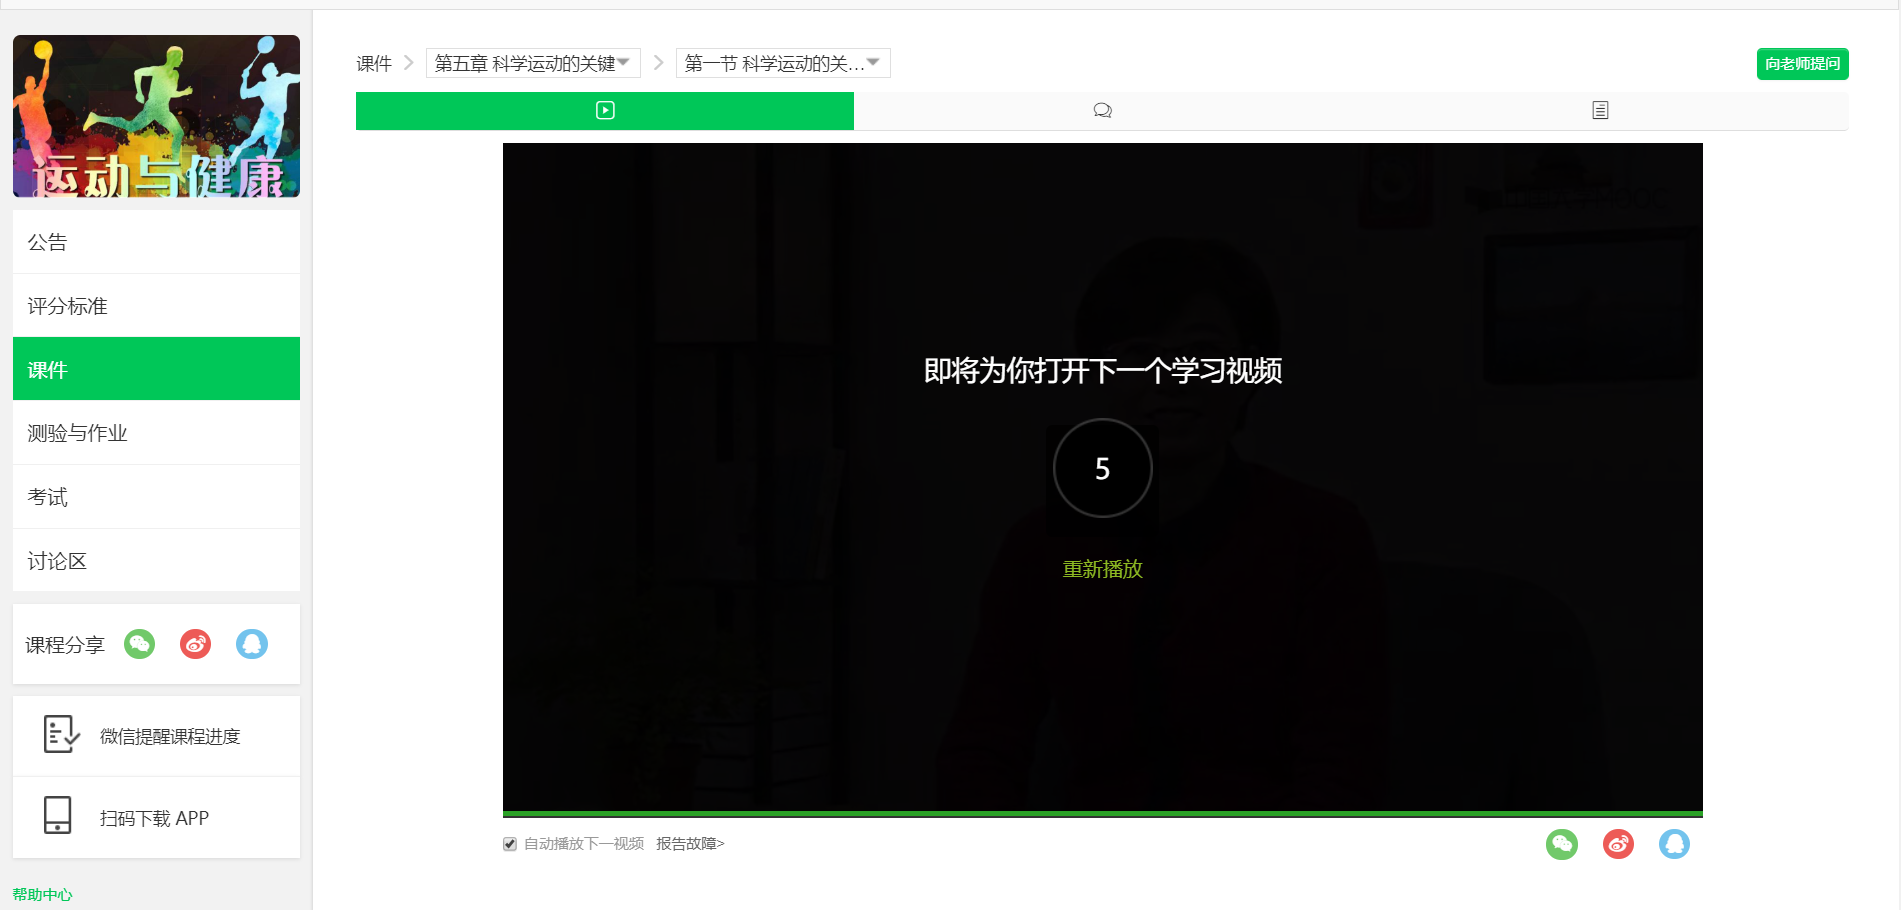 运动与健康
公告
评分标准
课件
测验与作业
考试
讨论区
课程分享
微信提醒课程进度
扫码下载 APP
帮助中心
课件
第五章 科学运动的关键
第一节 科学运动的关...
向老师提问
即将为你打开下一个学习视频
5
重新播放
自动播放下一视频 报告故障>